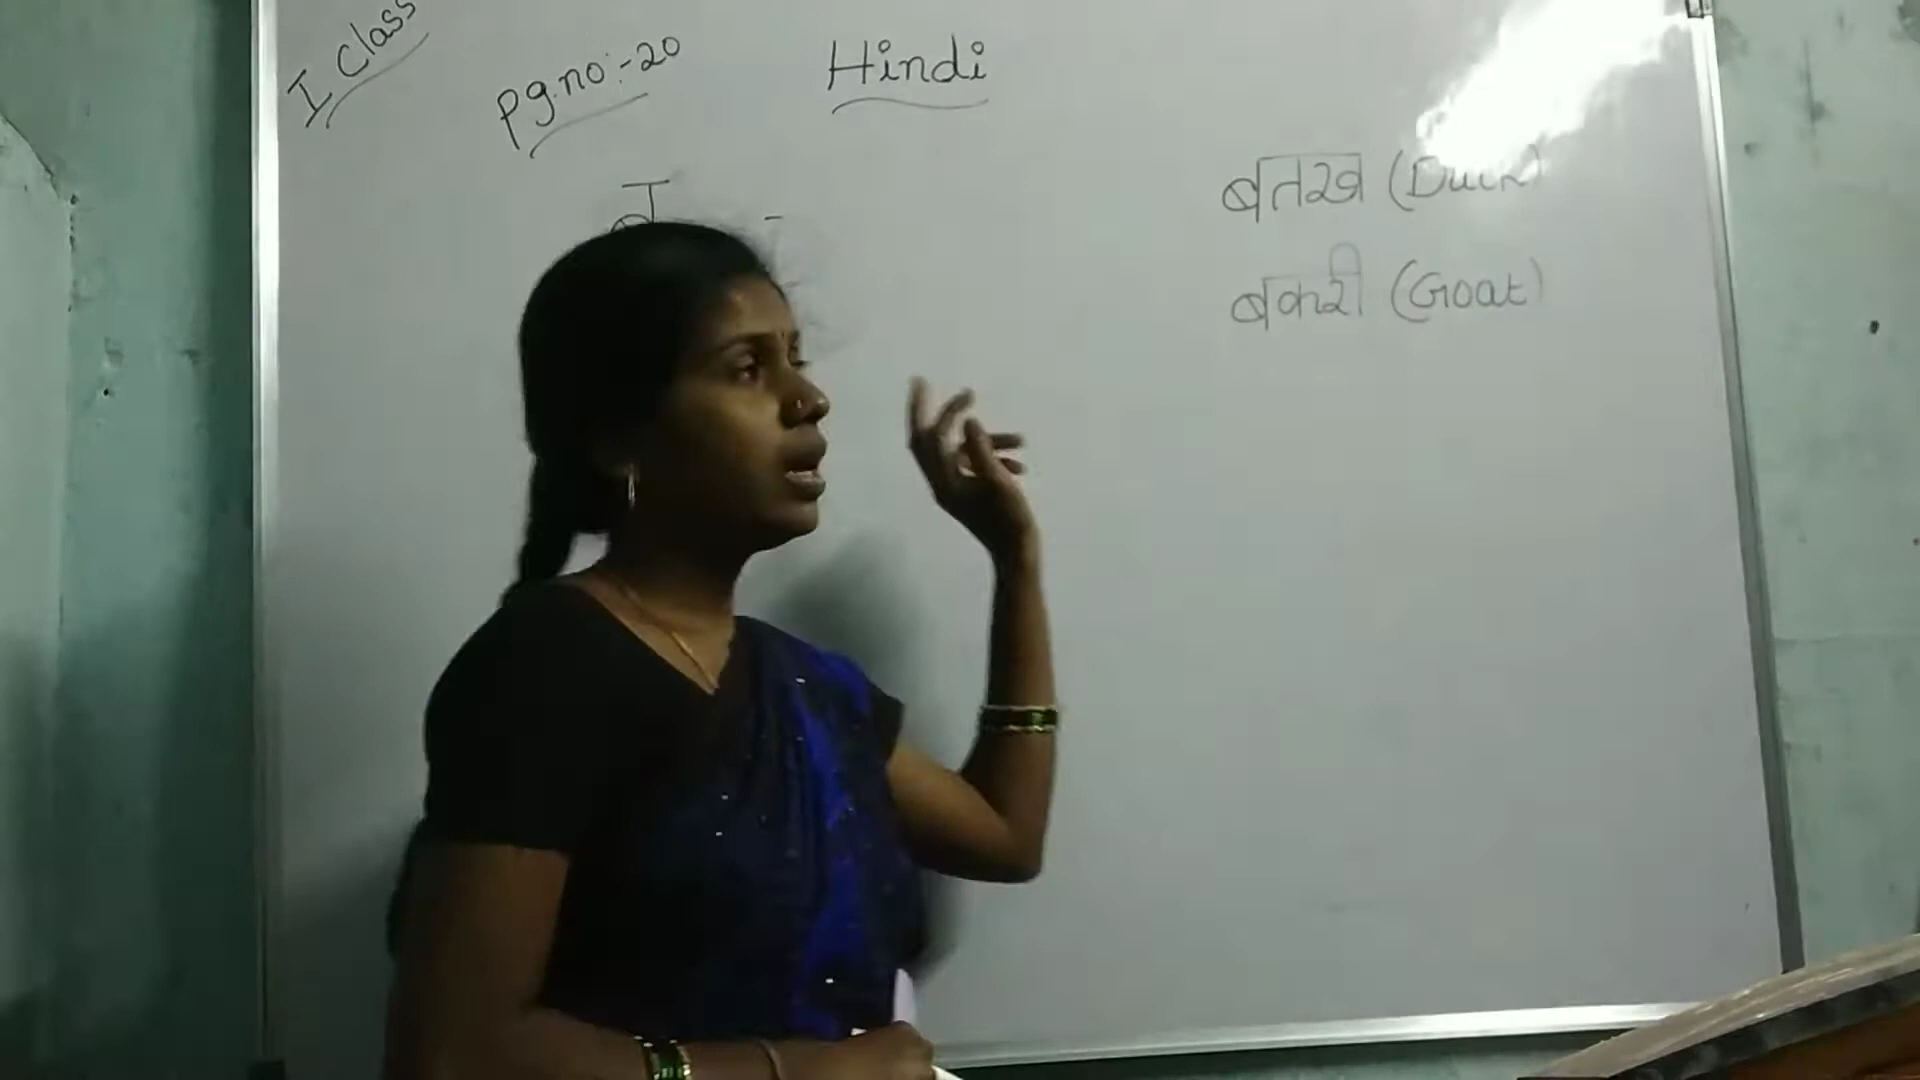 I Class
pg.no:-20
Hindi
बतख (Duck)
बकरी (Goat)